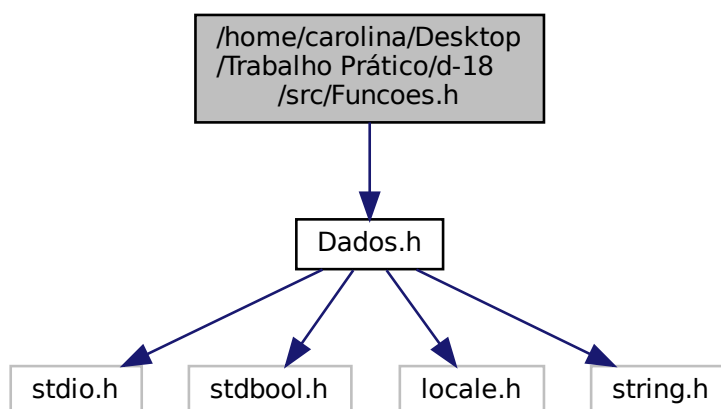 /home/carolina/Desktop
/Trabalho Prático/d-18
/src/Funcoes.h
Dados.h
stdio.h
stdbool.h
locale.h
string.h